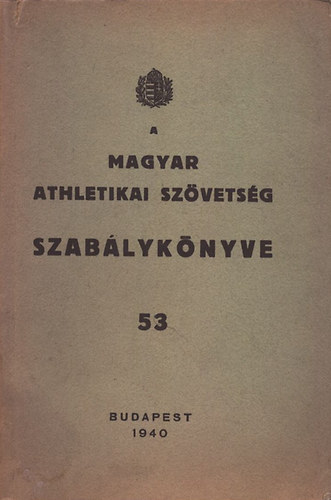 A
MAGYAR
ATHLETIKAI SZÖVETSÉG
SZABÁLYKÖNYVE
53
BUDAPEST
1940